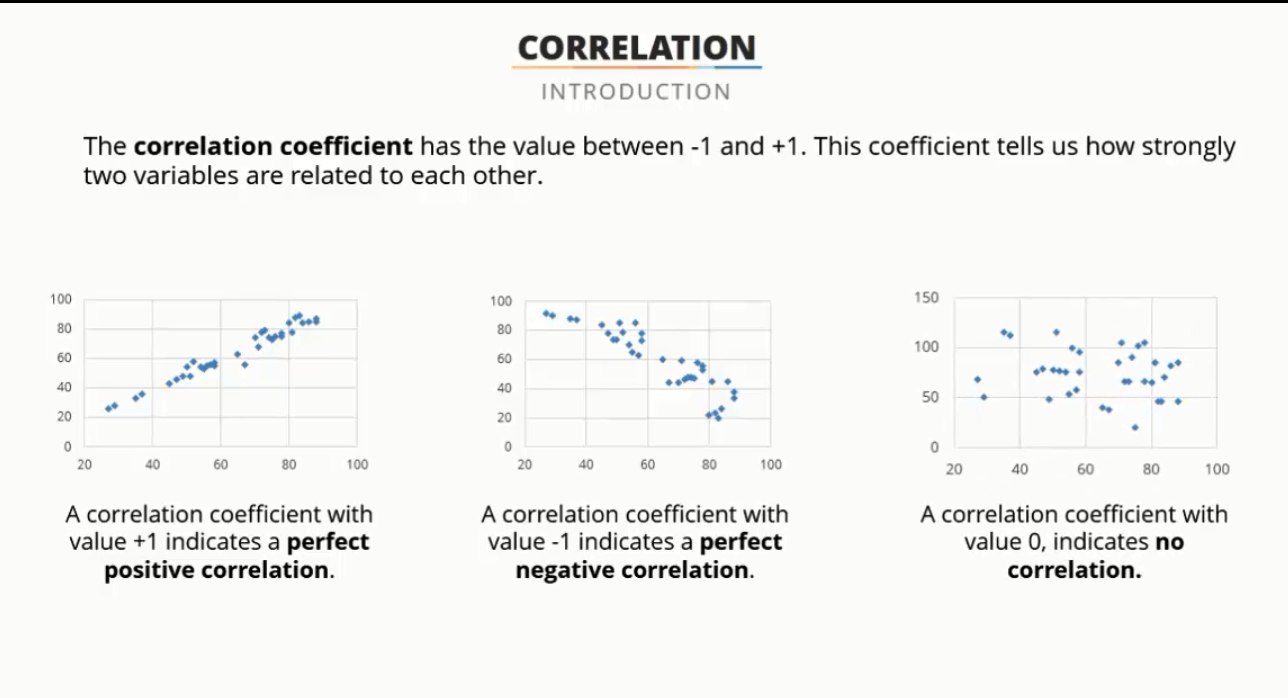 CORRELATION
INTRODUCTION
The correlation coefficient has the value between -1 and +1. This coefficient tells us how strongly
two variables are related to each other.
100
80
60
40
20
0
20 40 60 80 100
A correlation coefficient with
value +1 indicates a perfect
positive correlation.
100
80
60
40
20
0
20 40 60 80 100
A correlation coefficient with
value -1 indicates a perfect
negative correlation.
150
100
50
0
20 40 60 80 100
A correlation coefficient with
value 0, indicates no
correlation.